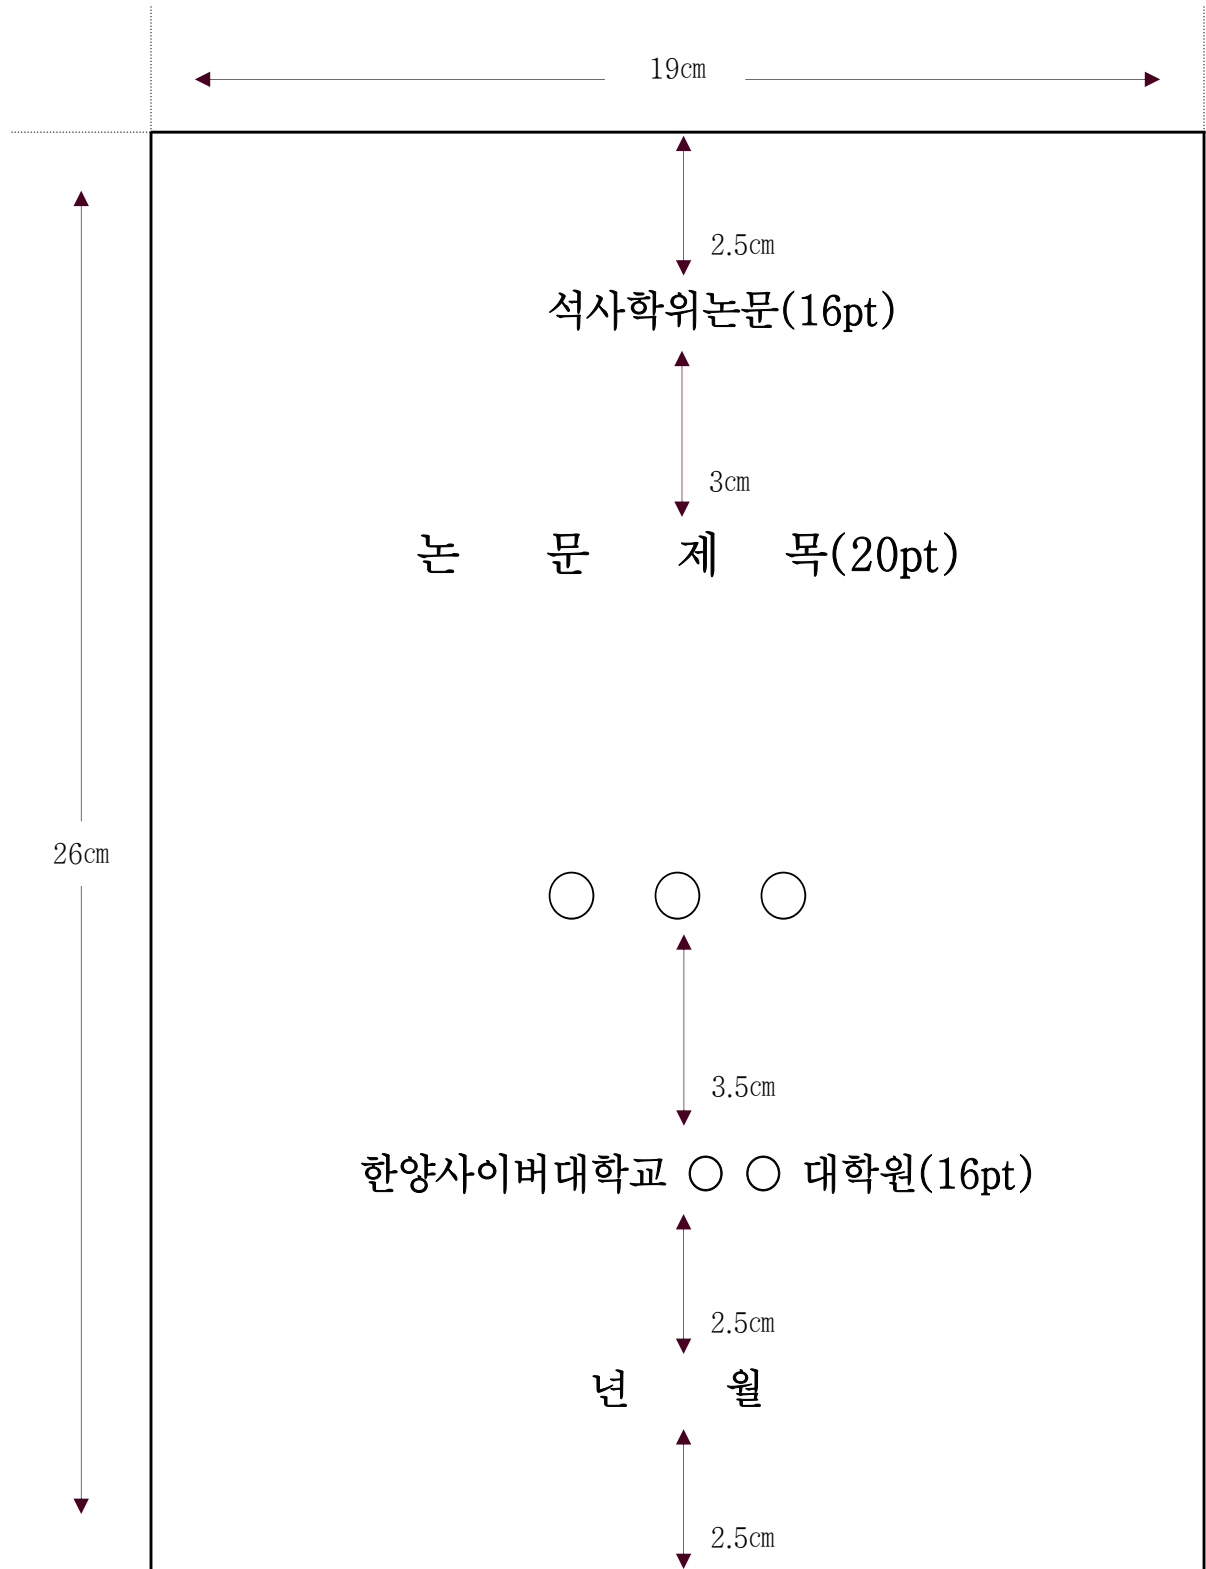 19cm
2.5cm
석사학위논문(16pt)
3cm
논 문 제 목(20pt)
26cm
○ ○ ○
3.5cm
한양사이버대학교 ○ ○ 대학원(16pt)
2.5cm
년 월
2.5cm